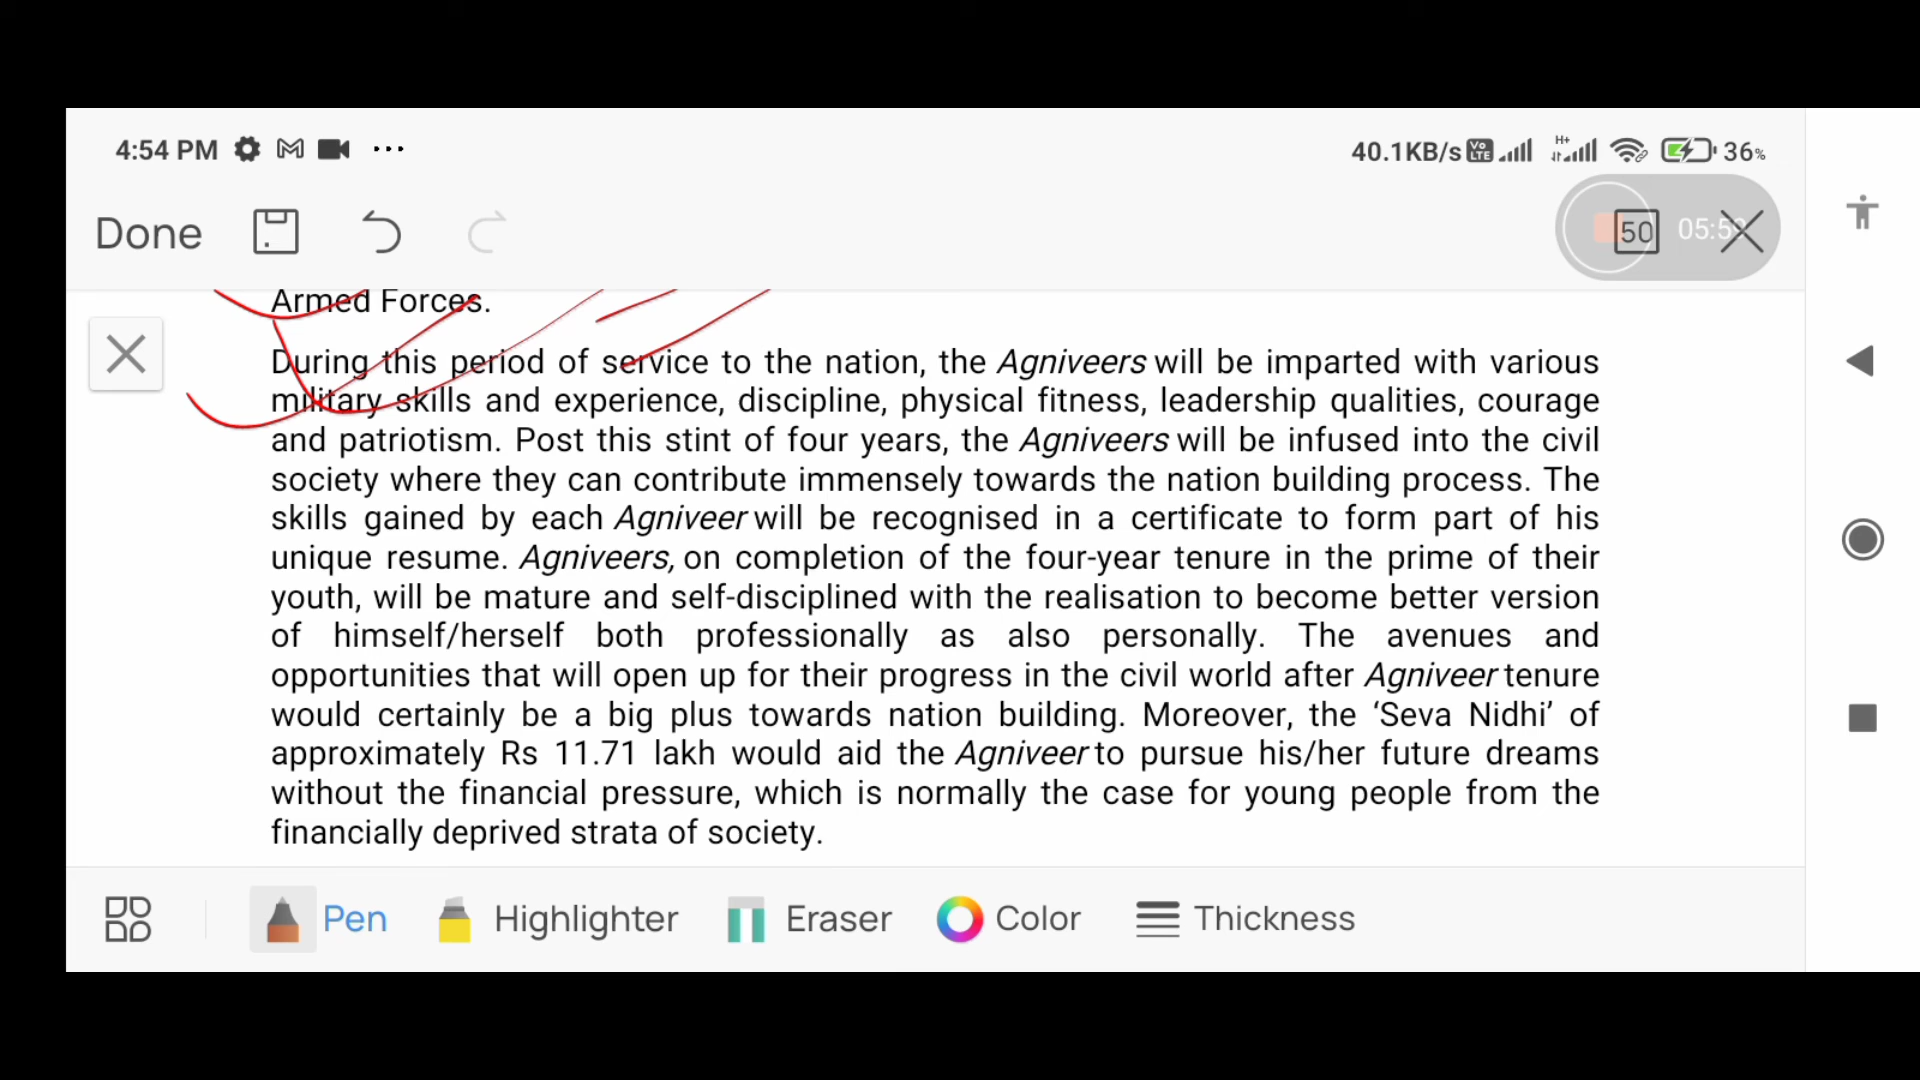 4:54 PM
40.1KB/s Vo LTE H+ 36%
Done
50 05:5
Armed Forces.
During this period of service to the nation, the Agniveers will be imparted with various
military skills and experience, discipline, physical fitness, leadership qualities, courage
and patriotism. Post this stint of four years, the Agniveers will be infused into the civil
society where they can contribute immensely towards the nation building process. The
skills gained by each Agniveer will be recognised in a certificate to form part of his
unique resume. Agniveers, on completion of the four-year tenure in the prime of their
youth, will be mature and self-disciplined with the realisation to become better version
of himself/herself both professionally as also personally. The avenues and
opportunities that will open up for their progress in the civil world after Agniveer tenure
would certainly be a big plus towards nation building. Moreover, the ‘Seva Nidhi’ of
approximately Rs 11.71 lakh would aid the Agniveer to pursue his/her future dreams
without the financial pressure, which is normally the case for young people from the
financially deprived strata of society.
Pen Highlighter Eraser Color Thickness